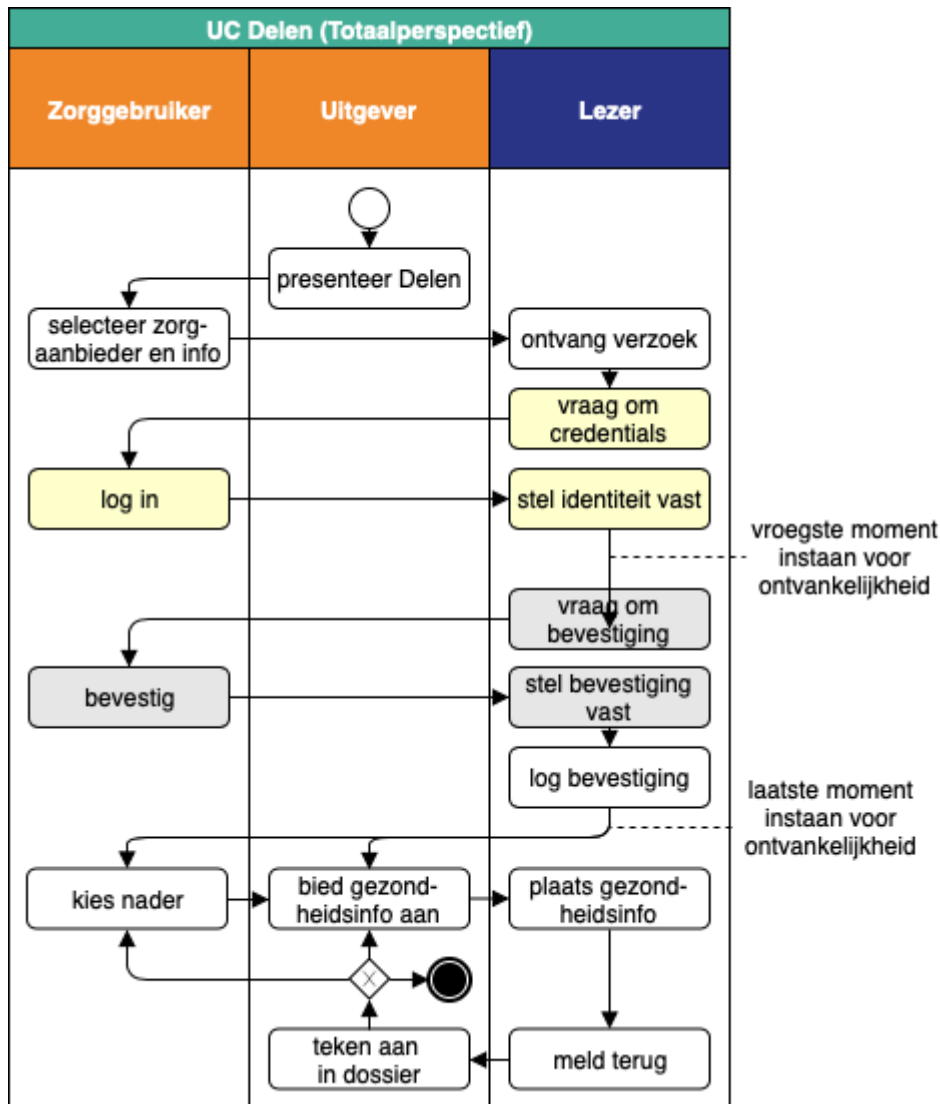 UC Delen (Totaalperspectief)
Zorggebruiker
Uitgever
Lezer
presenteer Delen
selecteer zorg-
aanbieder en info
ontvang verzoek
vraag om
credentials
log in
stel identiteit vast
vroegste moment
instaan voor
ontvankelijkheid
vraag om
bevestiging
bevestig
stel bevestiging
vast
log bevestiging
laatste moment
instaan voor
ontvankelijkheid
kies nader
bied gezond-
heidsinfo aan
plaats gezond-
heidsinfo
X
teken aan
in dossier
meld terug